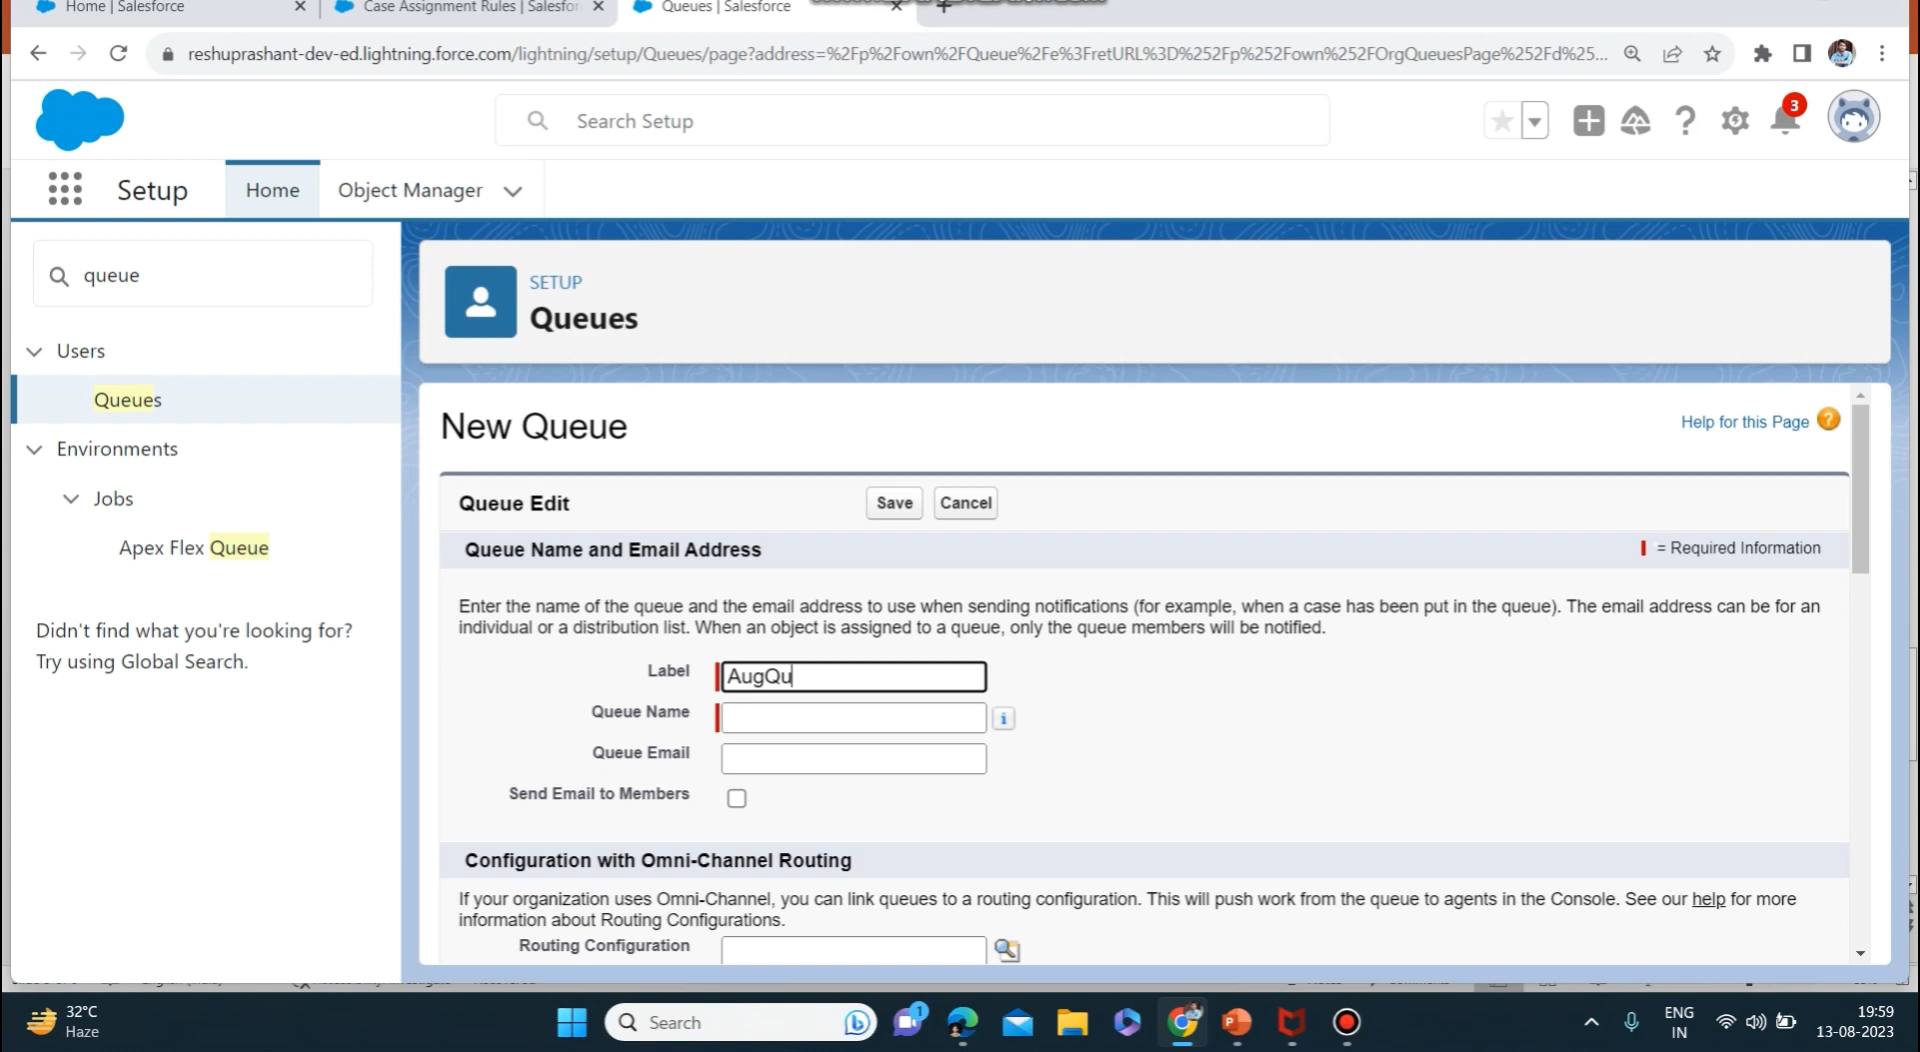 Home | Salesforce
Case Assignment Rules | Salesfor
Queues | Salesforce
reshuprashant-dev-ed.lightning.force.com/lightning/setup/Queues/page?address=%2Fp%2Fown%2FQueue%2Fe%3FretURL%3D%252Fp%252Fown%252FOrgQueuesPage%252Fd%25...
Search Setup
3
Setup
Home
Object Manager
queue
SETUP
Queues
Users
Queues
Environments
Jobs
Apex Flex Queue
Didn't find what you're looking for?
Try using Global Search.
New Queue
Help for this Page
Queue Edit
Save
Cancel
Queue Name and Email Address
= Required Information
Enter the name of the queue and the email address to use when sending notifications (for example, when a case has been put in the queue). The email address can be for an
individual or a distribution list. When an object is assigned to a queue, only the queue members will be notified.
Label
AugQu
Queue Name
Queue Email
Send Email to Members
Configuration with Omni-Channel Routing
If your organization uses Omni-Channel, you can link queues to a routing configuration. This will push work from the queue to agents in the Console. See our help for more
information about Routing Configurations.
Routing Configuration
32°C
Haze
Search
1
ENG
IN
19:59
13-08-2023